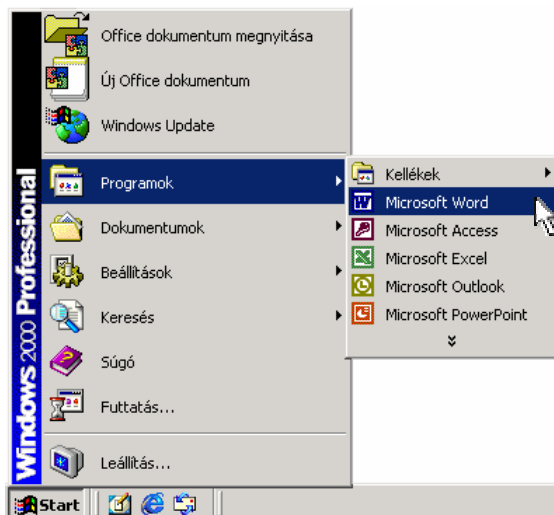 Office dokumentum megnyitása
Új Office dokumentum
Windows Update
Programok
Dokumentumok
Beállítások
Keresés
Súgó
Futtatás...
Leállítás...
Windows 2000 Professional
Kellékek
Microsoft Word
Microsoft Access
Microsoft Excel
Microsoft Outlook
Microsoft PowerPoint
Start